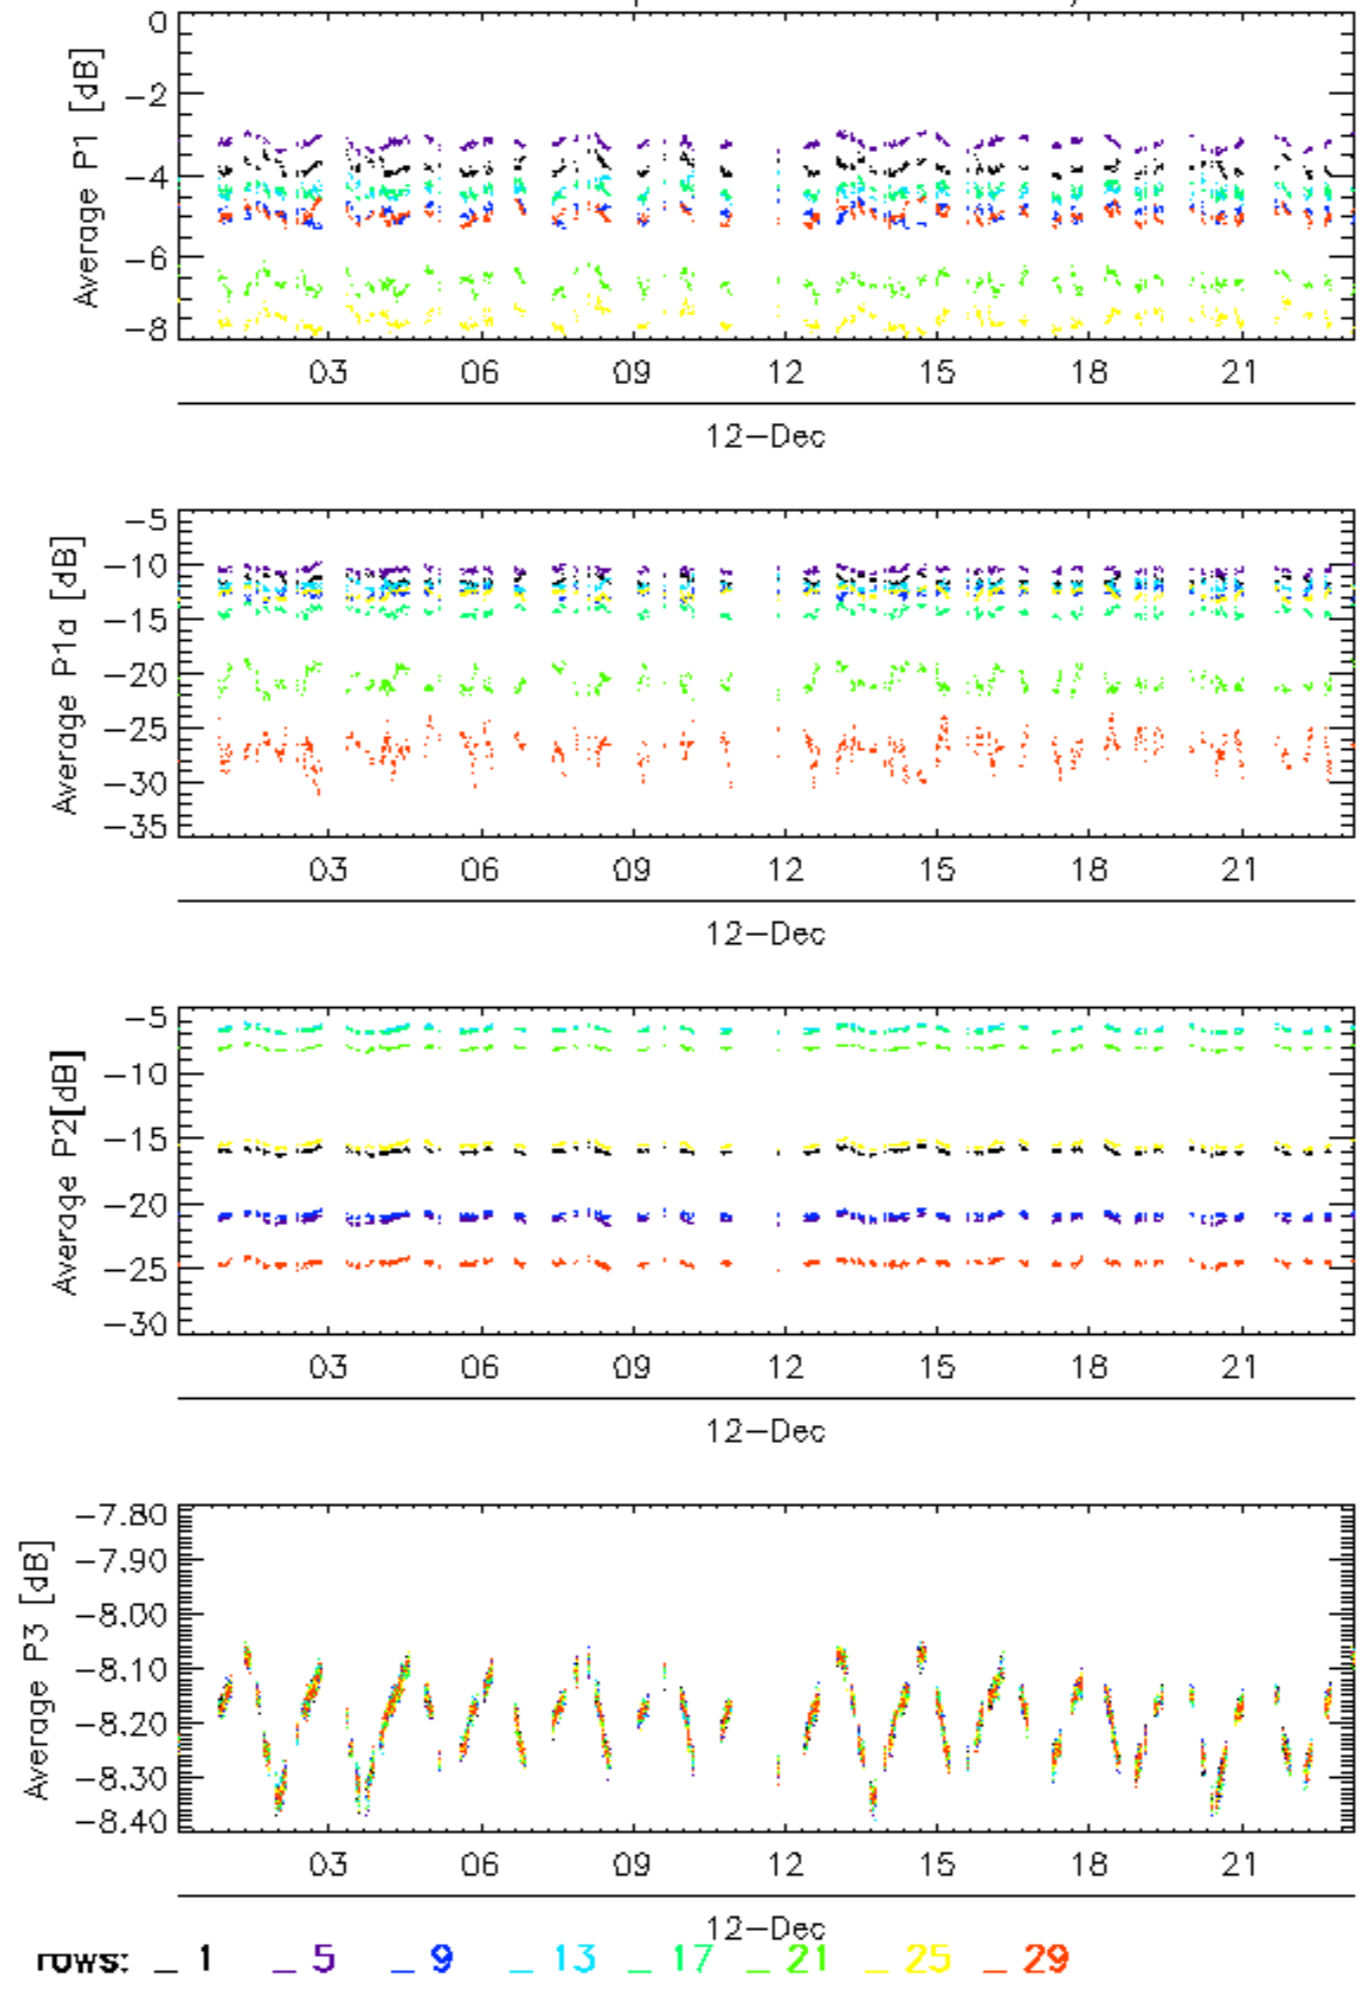 0
-2
-4
-6
-8
Average P1 [dB]
03 06 09 12 15 18 21
12-Dec
-5
-10
-15
-20
-25
-30
-35
Average P1a [dB]
03 06 09 12 15 18 21
12-Dec
-5
-10
-15
-20
-25
-30
Average P2[dB]
03 06 09 12 15 18 21
12-Dec
-7.80
-7.90
-8.00
-8.10
-8.20
-8.30
-8.40
Average P3 [dB]
03 06 09 12 15 18 21
12-Dec
rows: _ 1 _ 5 _ 9 _ 13 _ 17 _ 21 _ 25 _ 29